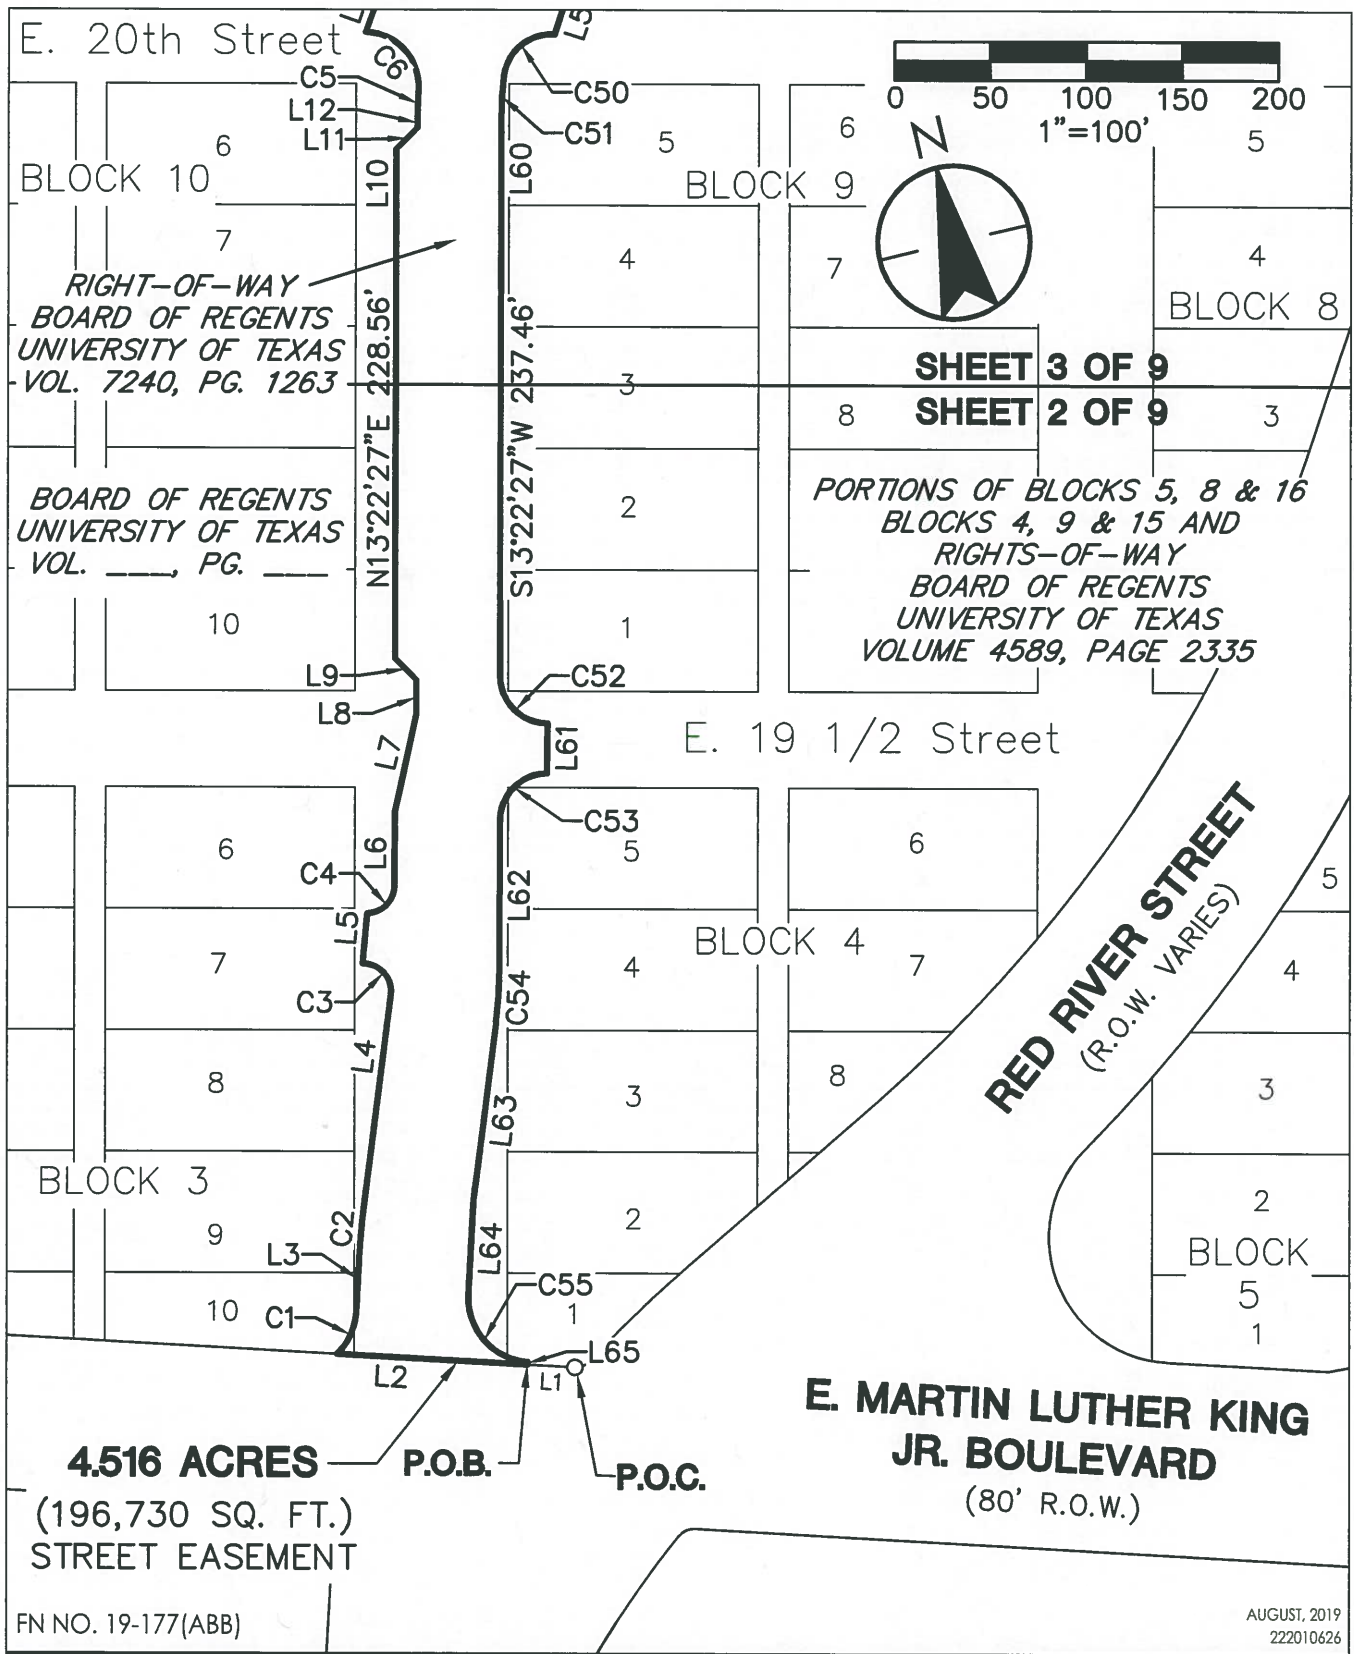 E. 20th Street
L5
C6
C5
L12
L11
C50
C51
0 50 100 150 200
1"=100'
N
6
BLOCK 10
L10
L60
5
BLOCK 9
6
5
7
4
7
4
BLOCK 8
RIGHT-OF-WAY
BOARD OF REGENTS
UNIVERSITY OF TEXAS
VOL. 7240, PG. 1263
N13°22'27"E 228.56'
S13°22'27"W 237.46'
3
SHEET 3 OF 9
SHEET 2 OF 9
8
3
BOARD OF REGENTS
UNIVERSITY OF TEXAS
VOL. ___, PG. ___
2
PORTIONS OF BLOCKS 5, 8 & 16
BLOCKS 4, 9 & 15 AND
RIGHTS-OF-WAY
BOARD OF REGENTS
UNIVERSITY OF TEXAS
VOLUME 4589, PAGE 2335
10
1
L9
L8
C52
L7
L61
E. 19 1/2 Street
C53
6
L6
5
6
C4
L62
5
L5
BLOCK 4
RED RIVER STREET
(R.O.W. VARIES)
7
4
7
4
C3
C54
L4
8
L63
3
8
3
BLOCK 3
9
C2
L64
2
2
BLOCK
5
1
L3
10
C1
C55
1
L65
L2
L1
4.516 ACRES
(196,730 SQ. FT.)
STREET EASEMENT
P.O.B.
P.O.C.
E. MARTIN LUTHER KING
JR. BOULEVARD
(80' R.O.W.)
FN NO. 19-177(ABB)
AUGUST, 2019
222010626